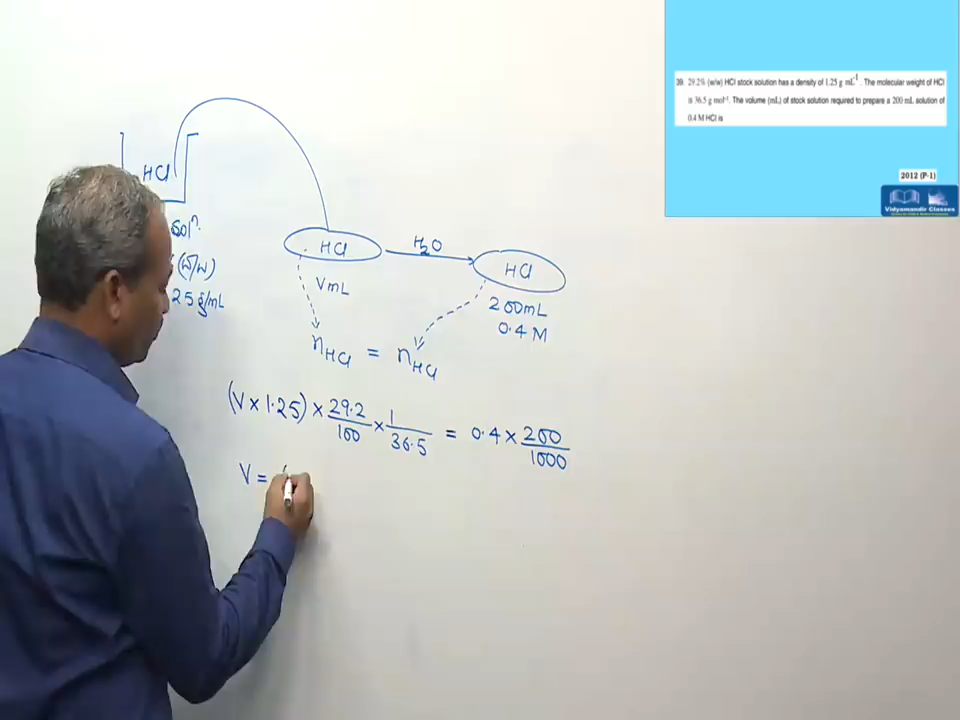 39. 29.2% (w/w) HCl stock solution has a density of 1.25 g mL⁻¹. The molecular weight of HCl
is 36.5 g mol⁻¹. The volume (mL) of stock solution required to prepare a 200 mL solution of
0.4 M HCl is
2012 (P-1)
Vidyamandir Classes
HCl
solⁿ.
(w/w)
25 g/mL
HCl
H₂O
HCl
V mL
200 mL
0.4 M
nHCl = nHCl
(V × 1.25) × 29.2/100 × 1/36.5 = 0.4 × 200/1000
V =